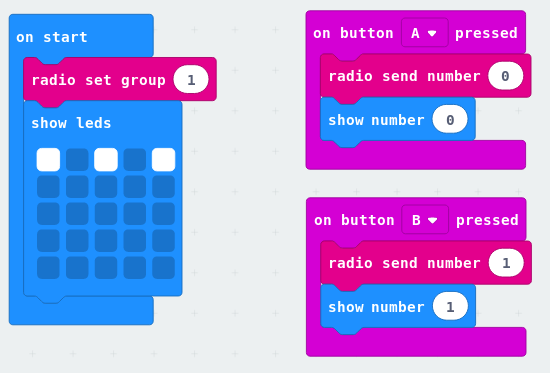 on start
radio set group 1
show leds
on button A pressed
radio send number 0
show number 0
on button B pressed
radio send number 1
show number 1